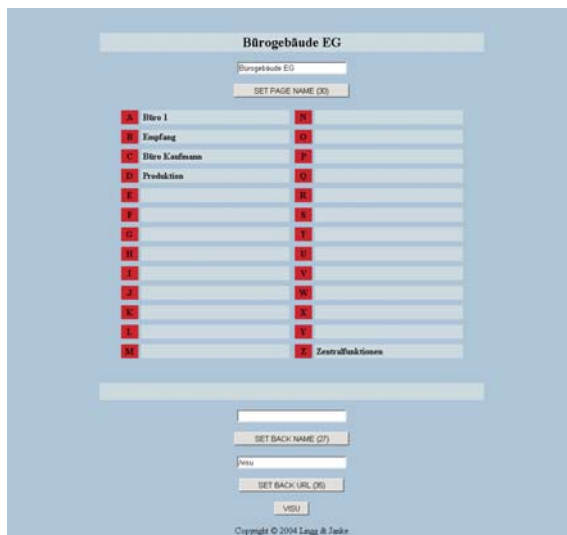 Bürogebäude EG
Bürogebäude EG
SET PAGE NAME (30)
A Büro 1
B Empfang
C Büro Kaufmann
D Produktion
E
F
G
H
I
J
K
L
M
N
O
P
Q
R
S
T
U
V
W
X
Y
Z Zentralfunktionen
SET BACK NAME (27)
/visu
SET BACK URL (35)
VISU
Copyright © 2004 Lingg & Janke